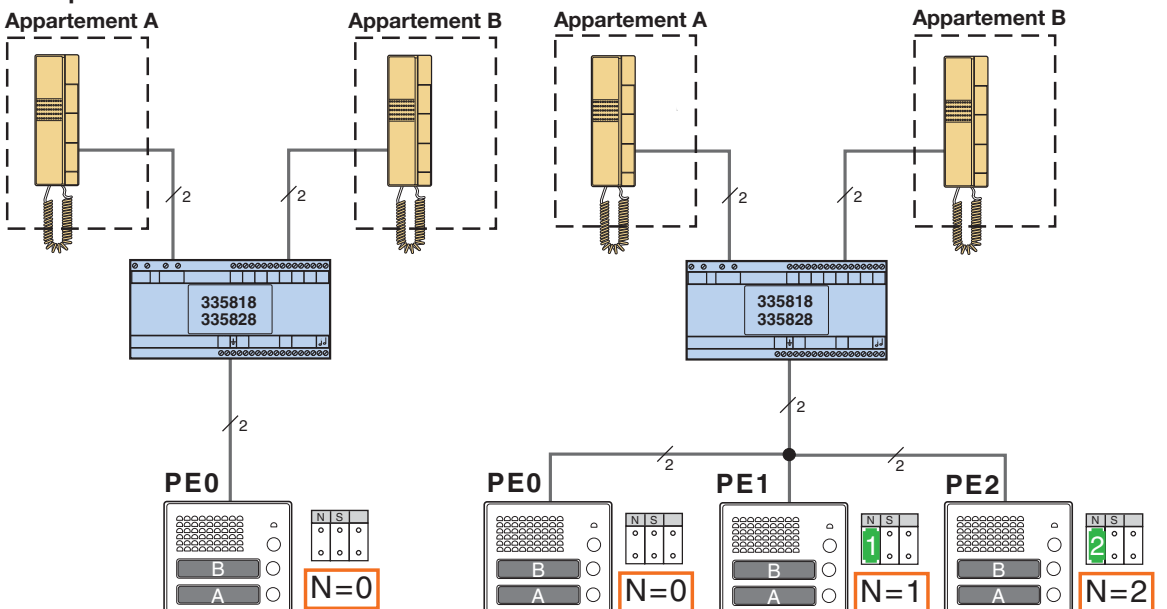 Appartement A Appartement B Appartement A Appartement B
2 2 2 2
335818 335818
335828 335828
2 2
2 2
PE0 PE0 PE1 PE2
N S N S N S N S
1 2
B B B B
N=0 N=0 N=1 N=2
A A A A